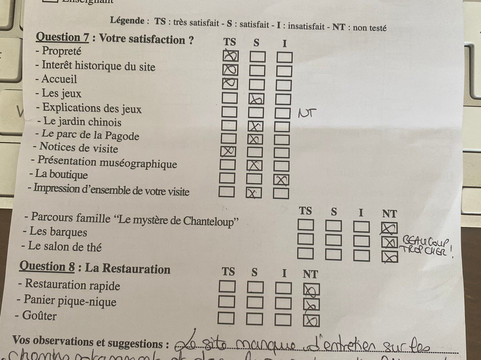 Enseignant
Légende : TS : très satisfait - S : satisfait - I : insatisfait - NT : non testé
Question 7 : Votre satisfaction ? TS S I
- Propreté
- Interêt historique du site
- Accueil
- Les jeux
- Explications des jeux NT
- Le jardin chinois
- Le parc de la Pagode
- Notices de visite
- Présentation muséographique
- La boutique
- Impression d'ensemble de votre visite
TS S I NT
- Parcours famille "Le mystère de Chanteloup"
- Les barques BEAUCOUP
- Le salon de thé TROP CHER!
Question 8 : La Restauration TS S I NT
- Restauration rapide
- Panier pique-nique
- Goûter
Vos observations et suggestions : Le site manque d'entretien sur les